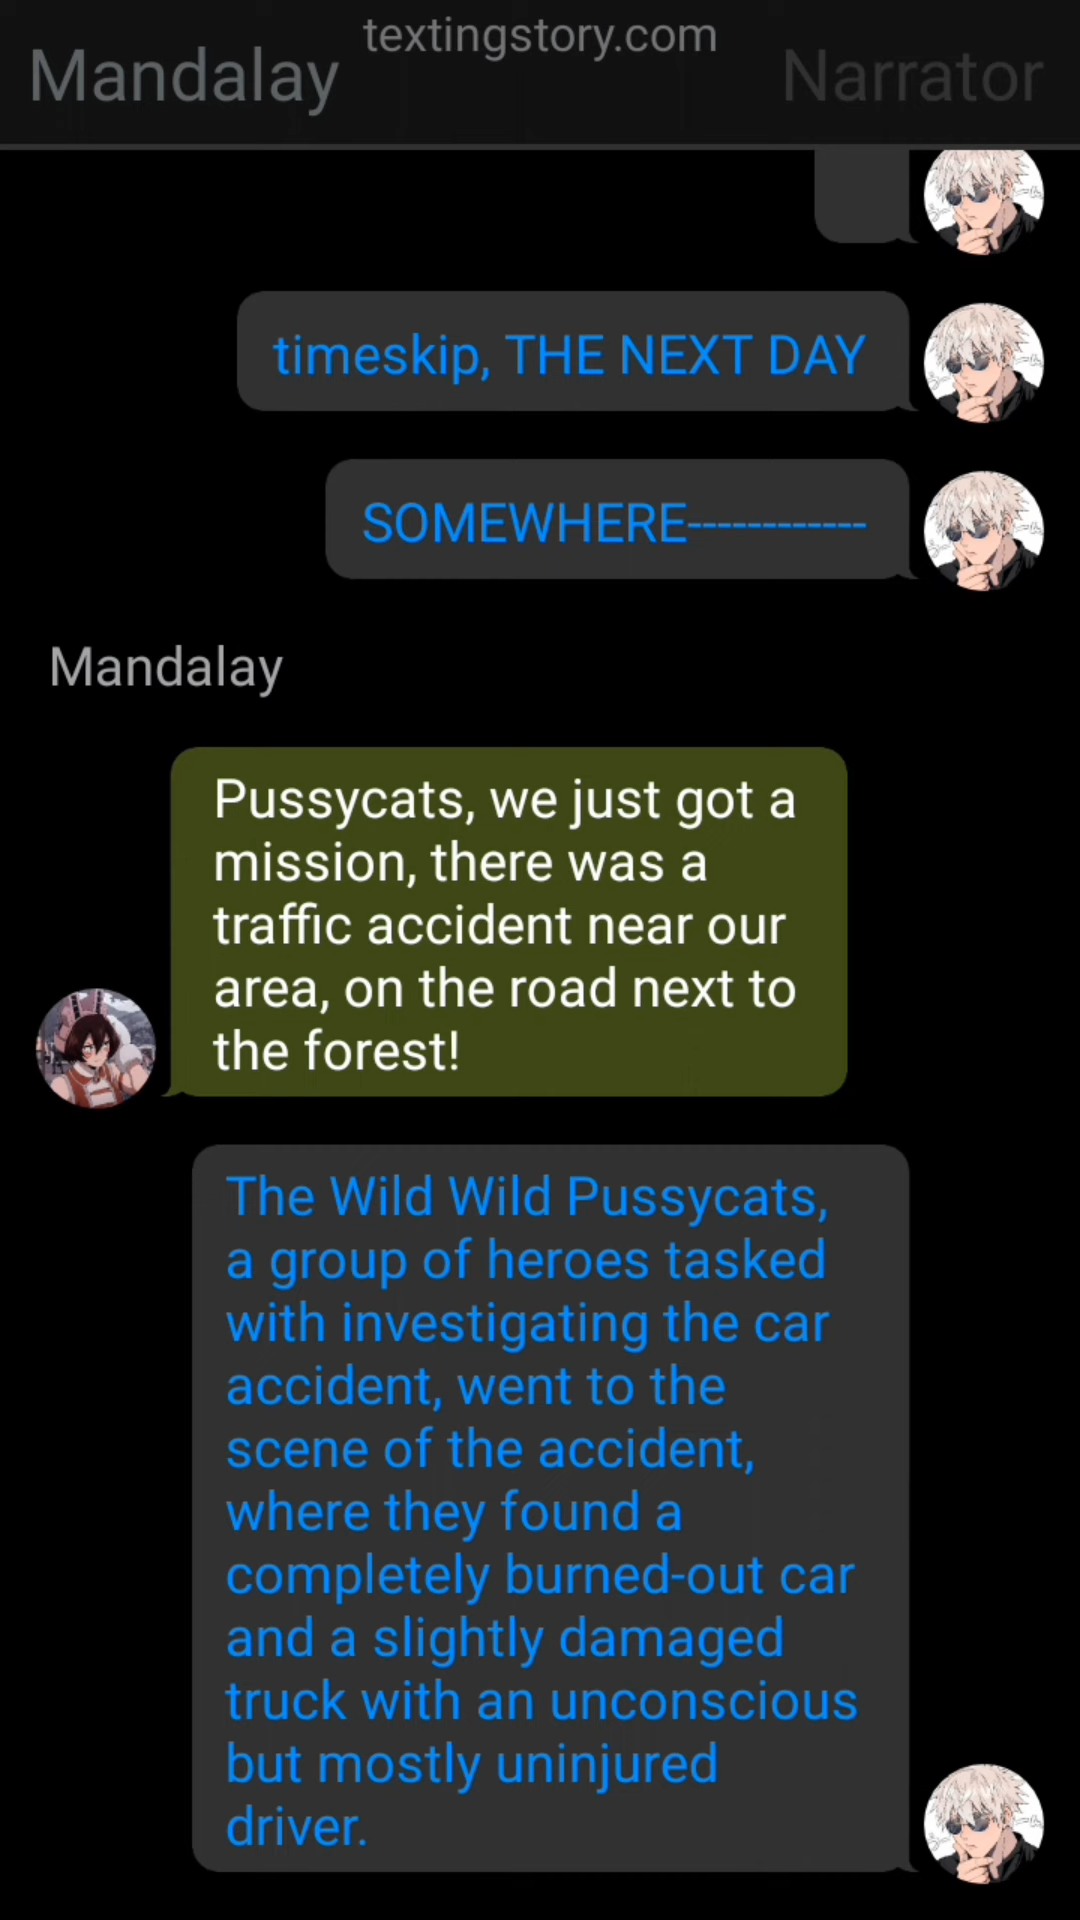 textingstory.com
Mandalay
Narrator
timeskip, THE NEXT DAY
SOMEWHERE------------
Mandalay
Pussycats, we just got a
mission, there was a
traffic accident near our
area, on the road next to
the forest!
The Wild Wild Pussycats,
a group of heroes tasked
with investigating the car
accident, went to the
scene of the accident,
where they found a
completely burned-out car
and a slightly damaged
truck with an unconscious
but mostly uninjured
driver.